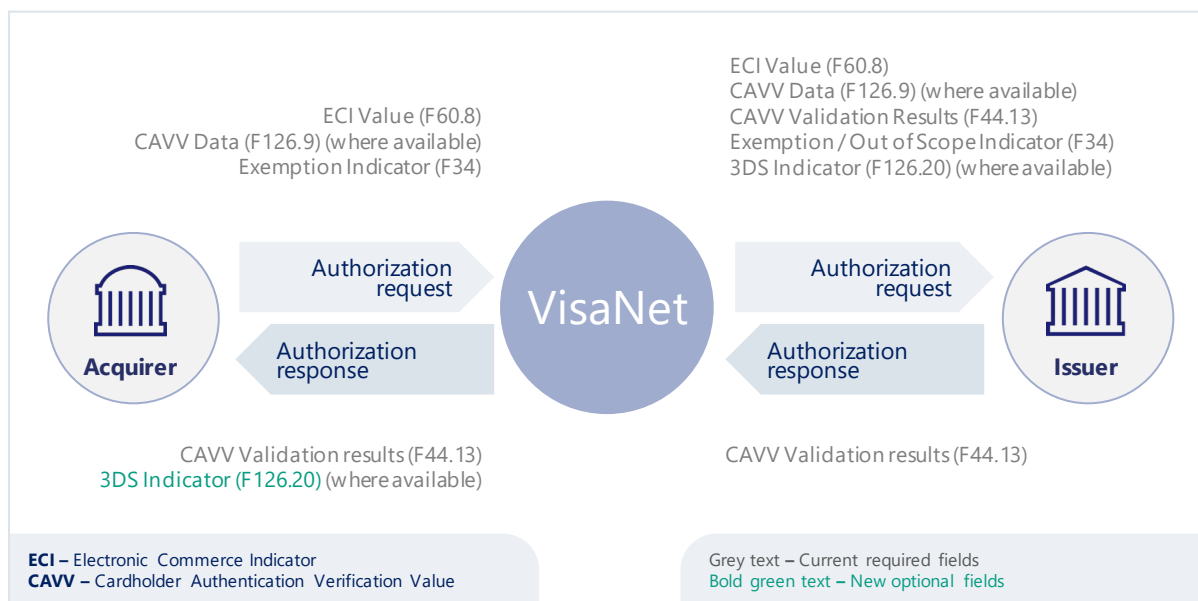 ECI Value (F60.8)
CAVV Data (F126.9) (where available)
Exemption Indicator (F34)
ECI Value (F60.8)
CAVV Data (F126.9) (where available)
CAVV Validation Results (F44.13)
Exemption / Out of Scope Indicator (F34)
3DS Indicator (F126.20) (where available)
Acquirer
Authorization
request
Authorization
response
VisaNet
Authorization
request
Authorization
response
Issuer
CAVV Validation results (F44.13)
3DS Indicator (F126.20) (where available)
CAVV Validation results (F44.13)
ECI – Electronic Commerce Indicator
CAVV – Cardholder Authentication Verification Value
Grey text – Current required fields
Bold green text – New optional fields